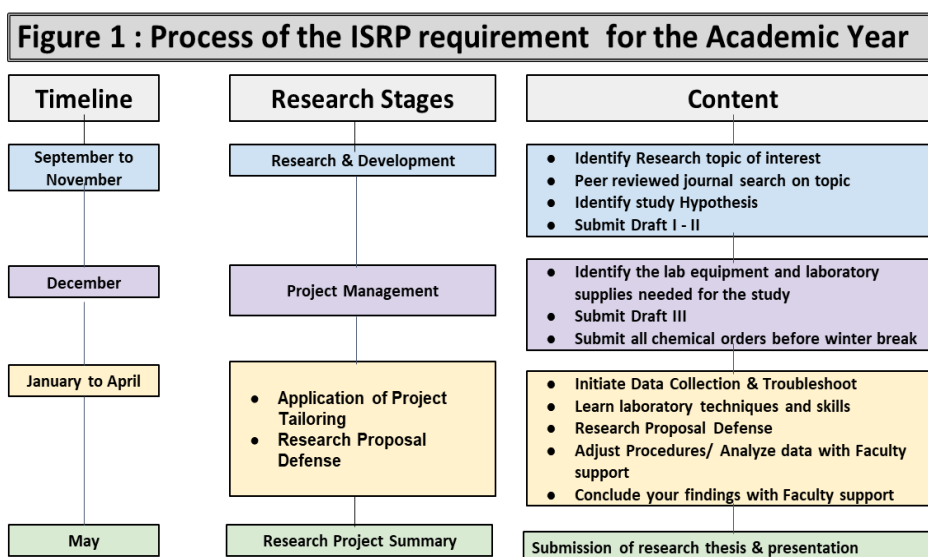 Figure 1 : Process of the ISRP requirement for the Academic Year
Timeline
Research Stages
Content
September to
November
Research & Development
● Identify Research topic of interest
● Peer reviewed journal search on topic
● Identify study Hypothesis
● Submit Draft I - II
December
Project Management
● Identify the lab equipment and laboratory
supplies needed for the study
● Submit Draft III
● Submit all chemical orders before winter break
January to April
● Application of Project
Tailoring
● Research Proposal
Defense
● Initiate Data Collection & Troubleshoot
● Learn laboratory techniques and skills
● Research Proposal Defense
● Adjust Procedures/ Analyze data with Faculty
support
● Conclude your findings with Faculty support
May
Research Project Summary
Submission of research thesis & presentation